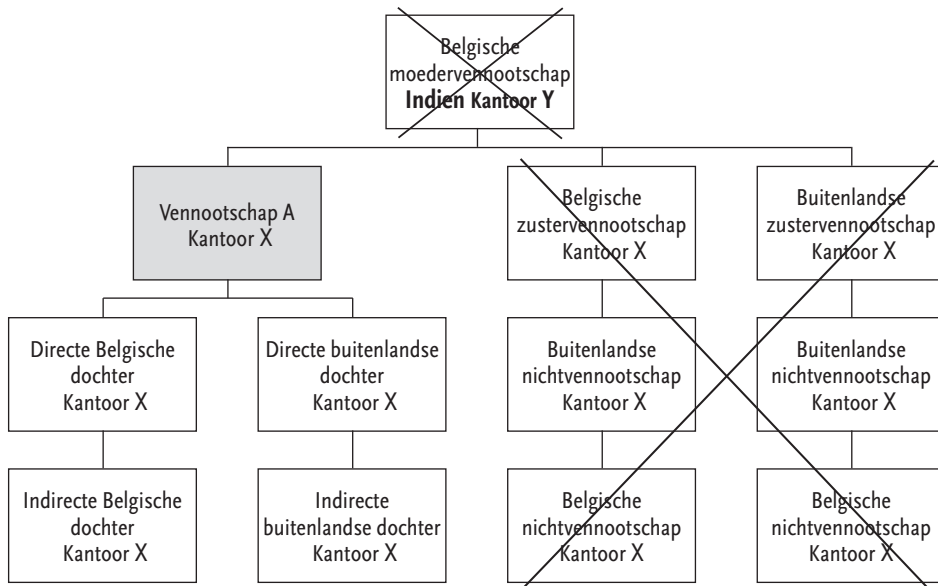 Belgische
moedervennootschap
Indien Kantoor Y
Vennootschap A
Kantoor X
Belgische
zustervennootschap
Kantoor X
Buitenlandse
zustervennootschap
Kantoor X
Directe Belgische
dochter
Kantoor X
Directe buitenlandse
dochter
Kantoor X
Buitenlandse
nichtvennootschap
Kantoor X
Buitenlandse
nichtvennootschap
Kantoor X
Indirecte Belgische
dochter
Kantoor X
Indirecte
buitenlandse dochter
Kantoor X
Belgische
nichtvennootschap
Kantoor X
Belgische
nichtvennootschap
Kantoor X